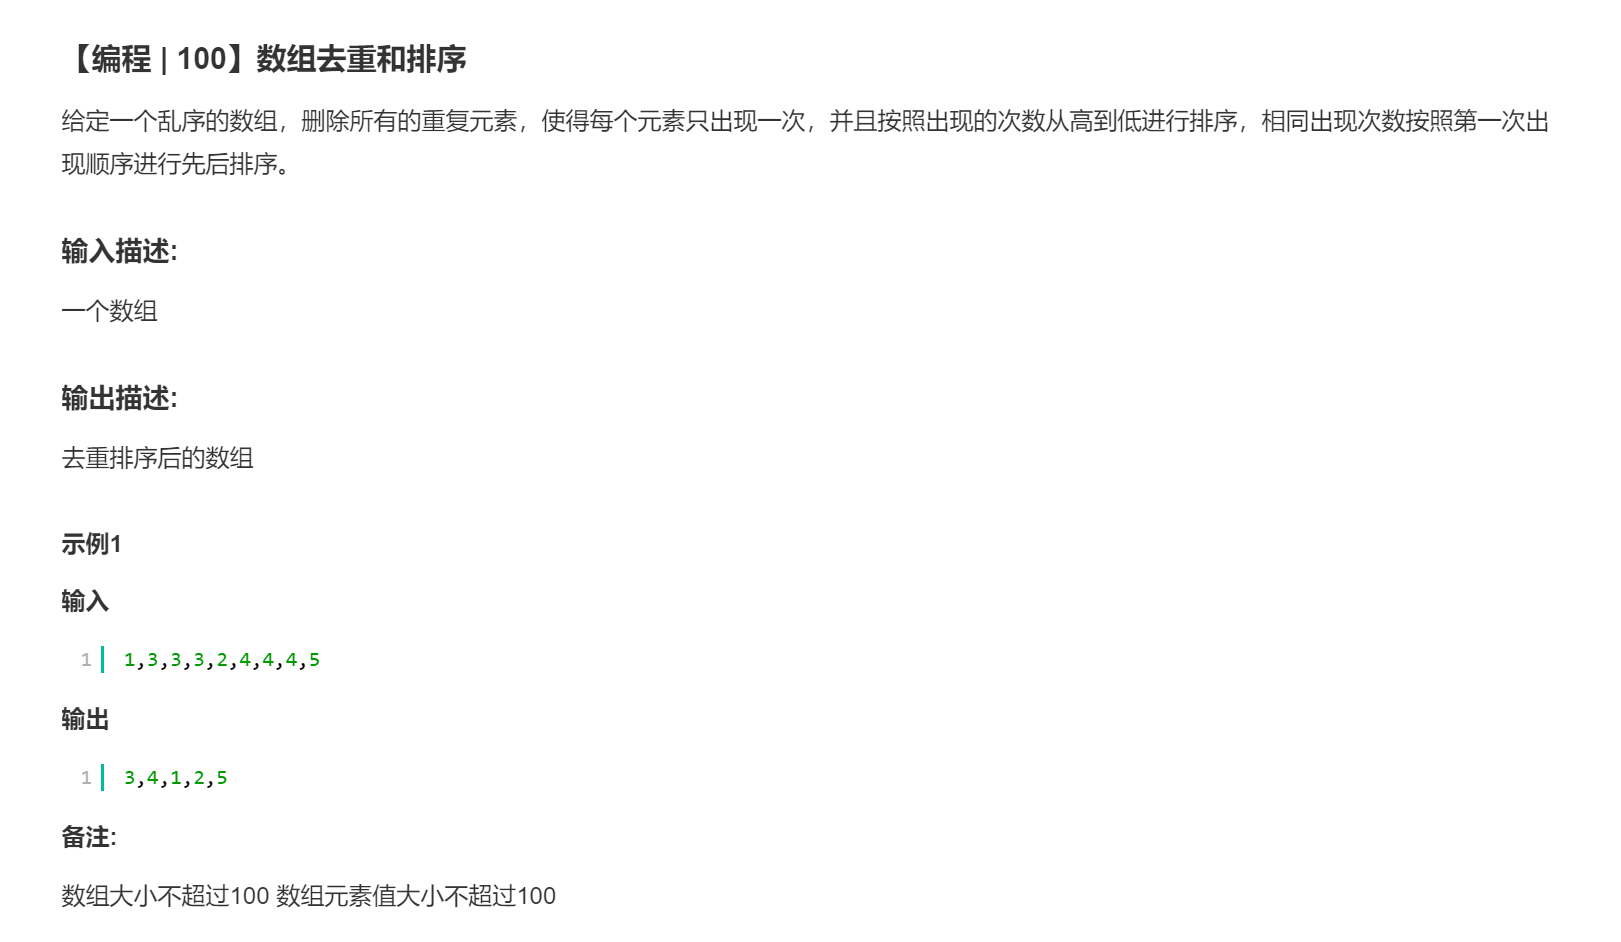 【编程 | 100】数组去重和排序
给定一个乱序的数组，删除所有的重复元素，使得每个元素只出现一次，并且按照出现的次数从高到低进行排序，相同出现次数按照第一次出
现顺序进行先后排序。
输入描述:
一个数组
输出描述:
去重排序后的数组
示例1
输入
1 1,3,3,3,2,4,4,4,5
输出
1 3,4,1,2,5
备注:
数组大小不超过100 数组元素值大小不超过100